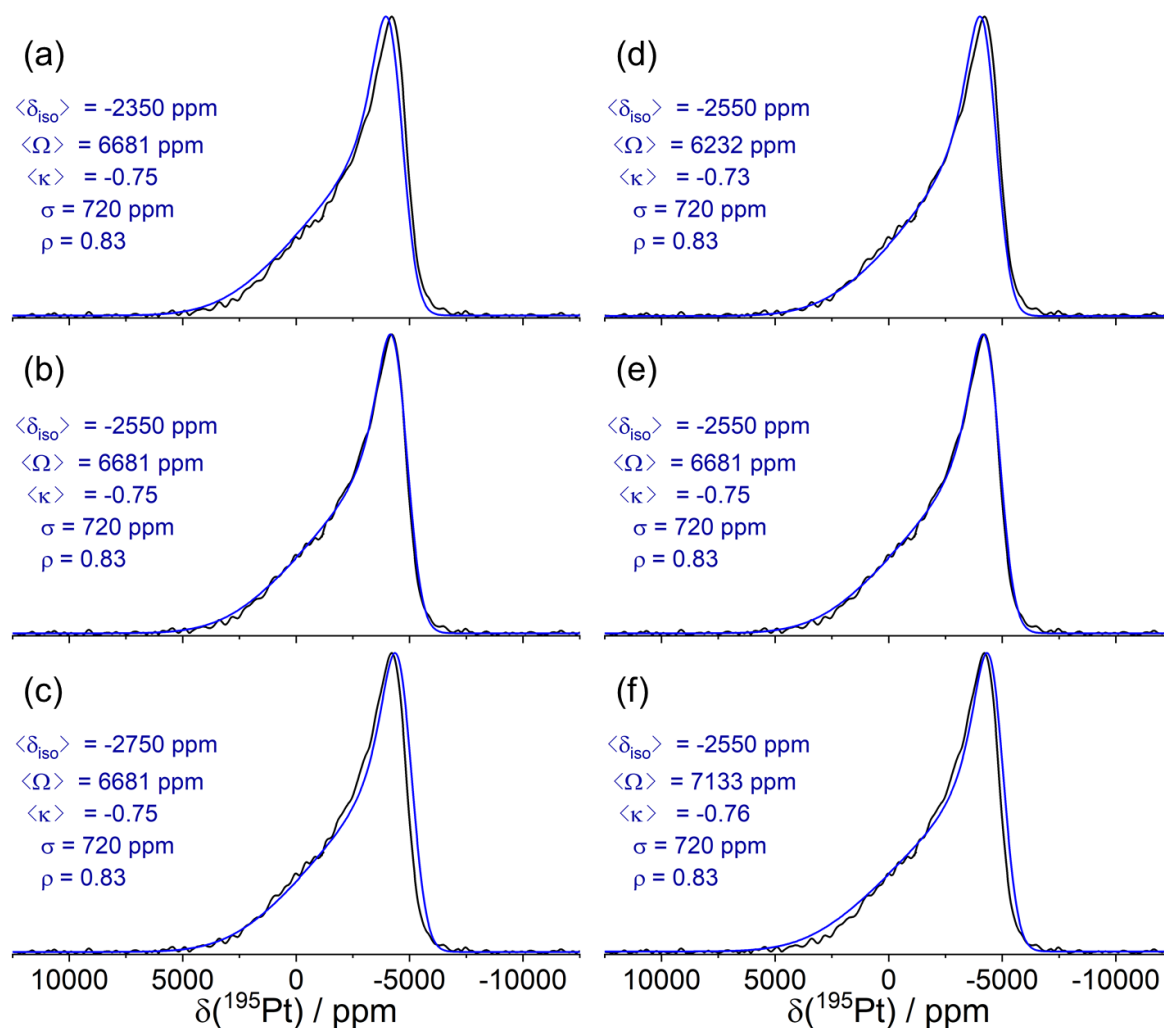 (a)
⟨δiso⟩ = -2350 ppm
⟨Ω⟩ = 6681 ppm
⟨κ⟩ = -0.75
σ = 720 ppm
ρ = 0.83
(b)
⟨δiso⟩ = -2550 ppm
⟨Ω⟩ = 6681 ppm
⟨κ⟩ = -0.75
σ = 720 ppm
ρ = 0.83
(c)
⟨δiso⟩ = -2750 ppm
⟨Ω⟩ = 6681 ppm
⟨κ⟩ = -0.75
σ = 720 ppm
ρ = 0.83
10000 5000 0 -5000 -10000
δ(¹⁹⁵Pt) / ppm
(d)
⟨δiso⟩ = -2550 ppm
⟨Ω⟩ = 6232 ppm
⟨κ⟩ = -0.73
σ = 720 ppm
ρ = 0.83
(e)
⟨δiso⟩ = -2550 ppm
⟨Ω⟩ = 6681 ppm
⟨κ⟩ = -0.75
σ = 720 ppm
ρ = 0.83
(f)
⟨δiso⟩ = -2550 ppm
⟨Ω⟩ = 7133 ppm
⟨κ⟩ = -0.76
σ = 720 ppm
ρ = 0.83
10000 5000 0 -5000 -10000
δ(¹⁹⁵Pt) / ppm